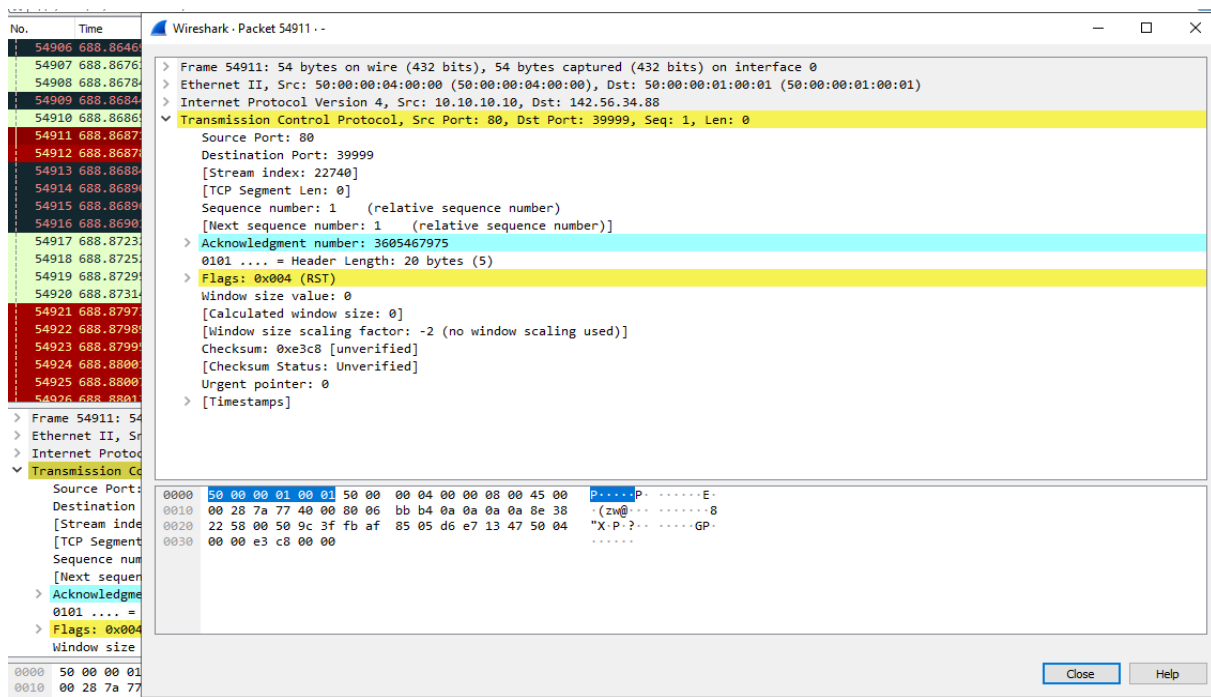 No. Time
54906 688.86469
54907 688.8676
54908 688.8678
54909 688.8684
54910 688.8686
54911 688.8687
54912 688.8687
54913 688.8688
54914 688.8689
54915 688.8689
54916 688.8690
54917 688.8723
54918 688.8725
54919 688.8729
54920 688.8731
54921 688.8797
54922 688.8798
54923 688.8799
54924 688.8800
54925 688.8800
54926 688.8801
Frame 54911: 54
Ethernet II, Sr
Internet Protoc
Transmission Co
Source Port:
Destination
[Stream inde
[TCP Segment
Sequence num
[Next sequen
Acknowledgme
0101 .... =
Flags: 0x004
Window size
0000 50 00 00 01
0010 00 28 7a 77
Wireshark · Packet 54911 · -
Frame 54911: 54 bytes on wire (432 bits), 54 bytes captured (432 bits) on interface 0
Ethernet II, Src: 50:00:00:04:00:00 (50:00:00:04:00:00), Dst: 50:00:00:01:00:01 (50:00:00:01:00:01)
Internet Protocol Version 4, Src: 10.10.10.10, Dst: 142.56.34.88
Transmission Control Protocol, Src Port: 80, Dst Port: 39999, Seq: 1, Len: 0
Source Port: 80
Destination Port: 39999
[Stream index: 22740]
[TCP Segment Len: 0]
Sequence number: 1 (relative sequence number)
[Next sequence number: 1 (relative sequence number)]
Acknowledgment number: 3605467975
0101 .... = Header Length: 20 bytes (5)
Flags: 0x004 (RST)
Window size value: 0
[Calculated window size: 0]
[Window size scaling factor: -2 (no window scaling used)]
Checksum: 0xe3c8 [unverified]
[Checksum Status: Unverified]
Urgent pointer: 0
[Timestamps]
0000 50 00 00 01 00 01 50 00 00 04 00 00 08 00 45 00 P·····P· ······E·
0010 00 28 7a 77 40 00 80 06 bb b4 0a 0a 0a 0a 8e 38 ·(zw@··· ·······8
0020 22 58 00 50 9c 3f fb af 85 05 d6 e7 13 47 50 04 "X·P·?·· ·····GP·
0030 00 00 e3 c8 00 00 ······
Close Help